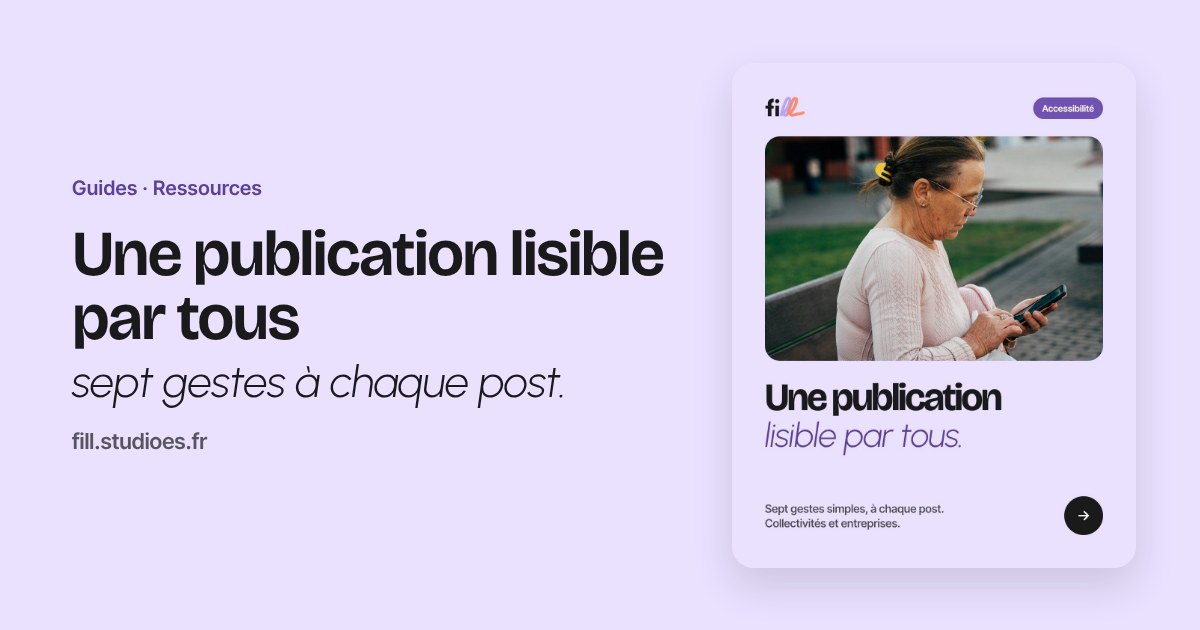 Guides · Ressources
Une publication lisible
par tous
sept gestes à chaque post.
fill.studioes.fr
fill
Accessibilité
Une publication
lisible par tous.
Sept gestes simples, à chaque post.
Collectivités et entreprises.